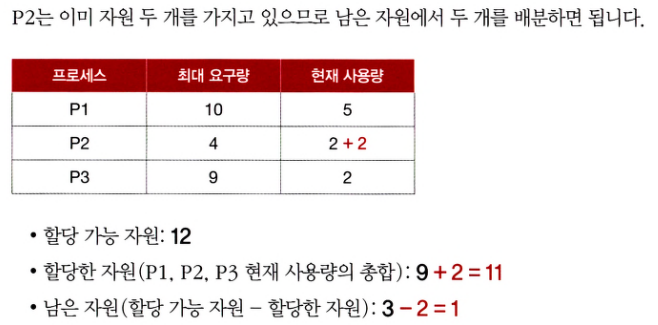 P2는 이미 자원 두 개를 가지고 있으므로 남은 자원에서 두 개를 배분하면 됩니다.
프로세스 최대 요구량 현재 사용량
P1 10 5
P2 4 2 + 2
P3 9 2
• 할당 가능 자원: 12
• 할당한 자원(P1, P2, P3 현재 사용량의 총합): 9 + 2 = 11
• 남은 자원(할당 가능 자원 – 할당한 자원): 3 – 2 = 1